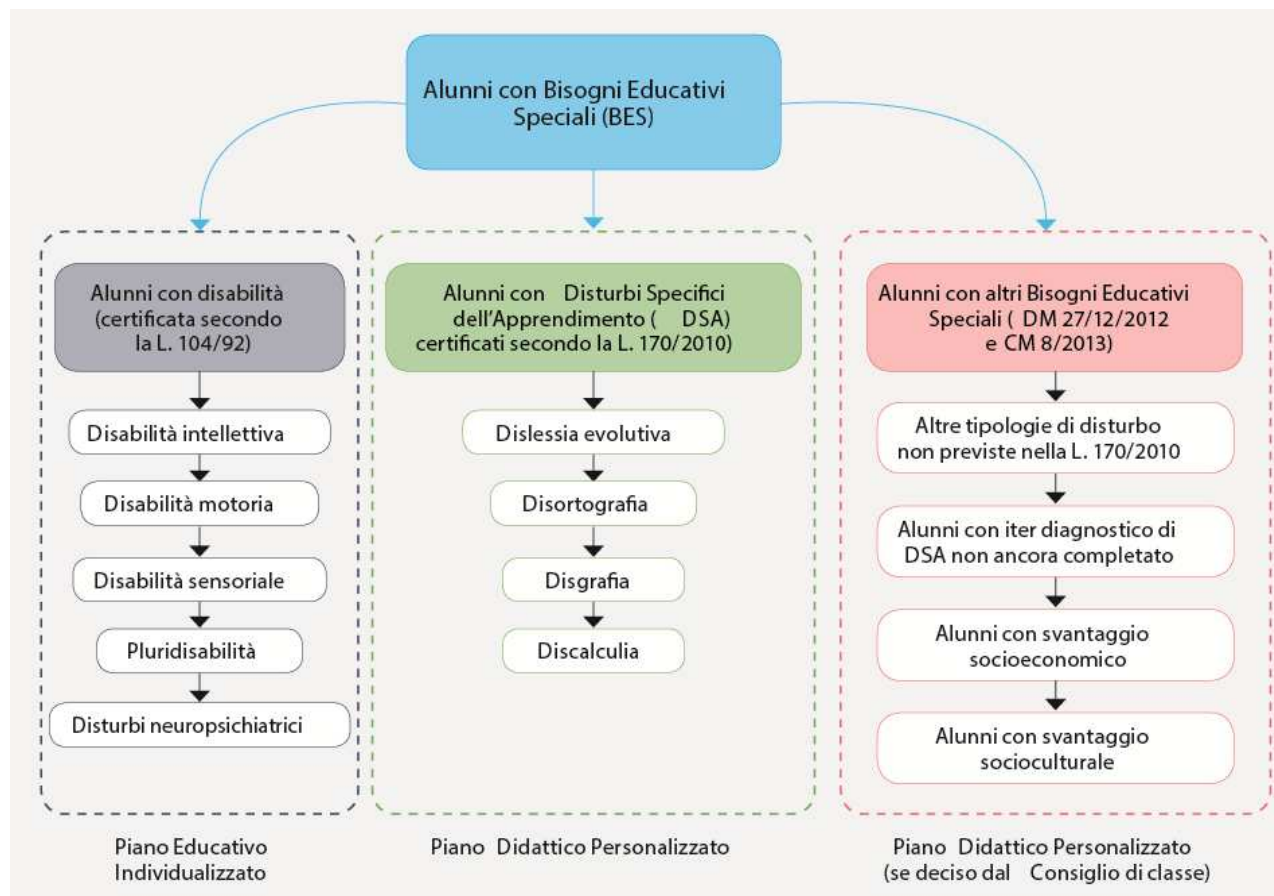 Alunni con Bisogni Educativi
Speciali (BES)
Alunni con disabilità
(certificata secondo
la L. 104/92)
Disabilità intellettiva
Disabilità motoria
Disabilità sensoriale
Pluridisabilità
Disturbi neuropsichiatrici
Piano Educativo
Individualizzato
Alunni con Disturbi Specifici
dell'Apprendimento ( DSA)
certificati secondo la L. 170/2010)
Dislessia evolutiva
Disortografia
Disgrafia
Discalculia
Piano Didattico Personalizzato
Alunni con altri Bisogni Educativi
Speciali ( DM 27/12/2012
e CM 8/2013)
Altre tipologie di disturbo
non previste nella L. 170/2010
Alunni con iter diagnostico di
DSA non ancora completato
Alunni con svantaggio
socioeconomico
Alunni con svantaggio
socioculturale
Piano Didattico Personalizzato
(se deciso dal Consiglio di classe)